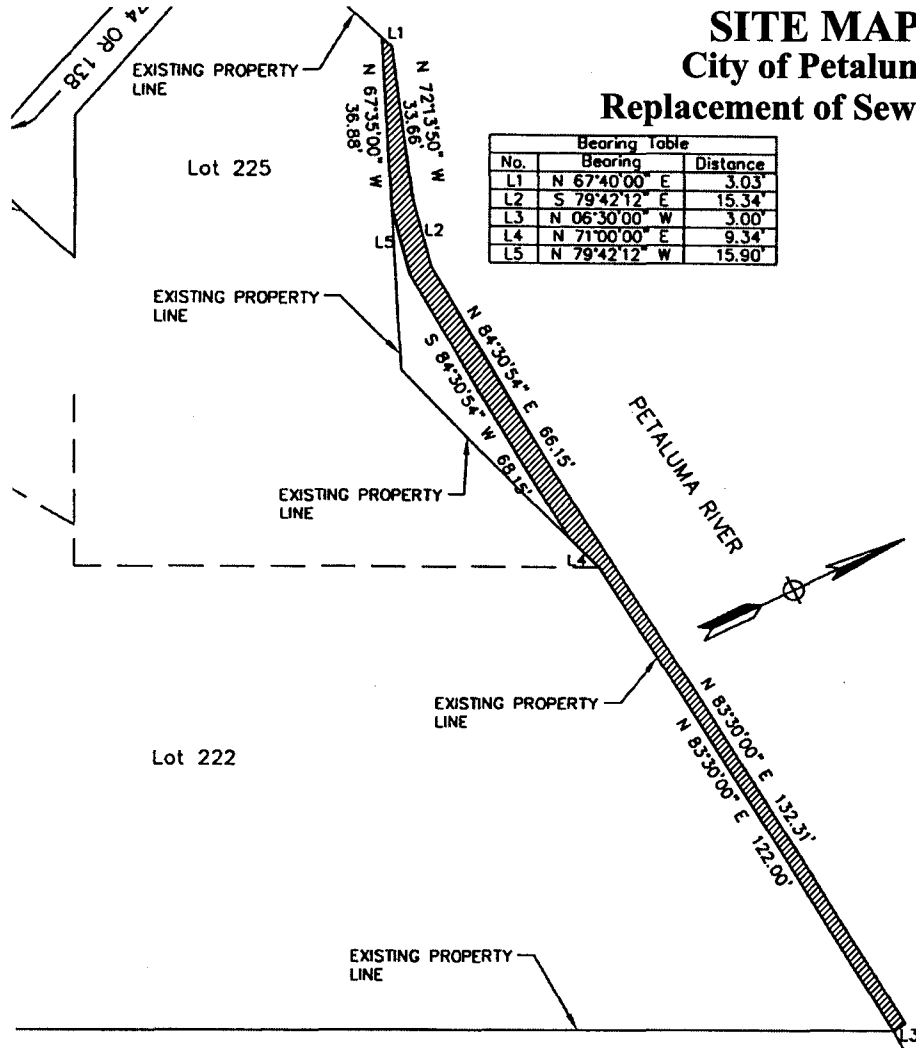 SITE MAP
City of Petalum
Replacement of Sew
74 OR 138
EXISTING PROPERTY
LINE
L1
N 67°35'00" W
36.88'
N 72°13'50" W
33.66'
Lot 225
Bearing Table
No. Bearing Distance
L1 N 67°40'00" E 3.03'
L2 S 79°42'12" E 15.34'
L3 N 06°30'00" W 3.00'
L4 N 71°00'00" E 9.34'
L5 N 79°42'12" W 15.90'
L5
L2
EXISTING PROPERTY
LINE
N 84°30'54" E 66.15'
S 84°30'54" W 68.15'
PETALUMA RIVER
EXISTING PROPERTY
LINE
L4
EXISTING PROPERTY
LINE
N 83°30'00" E 132.31'
N 83°30'00" E 122.00'
Lot 222
EXISTING PROPERTY
LINE
L3